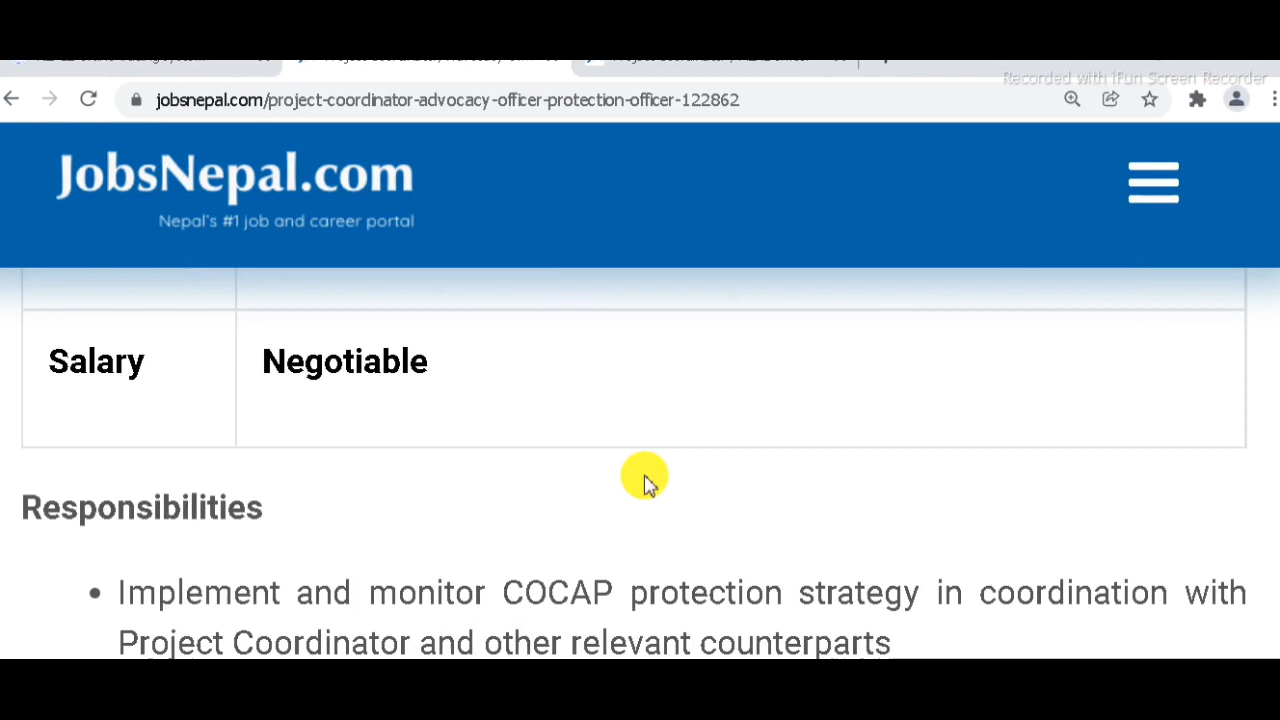 Recorded with iFun Screen Recorder
jobsnepal.com/project-coordinator-advocacy-officer-protection-officer-122862
JobsNepal.com
Nepal's #1 job and career portal
Salary Negotiable
Responsibilities
• Implement and monitor COCAP protection strategy in coordination with
Project Coordinator and other relevant counterparts